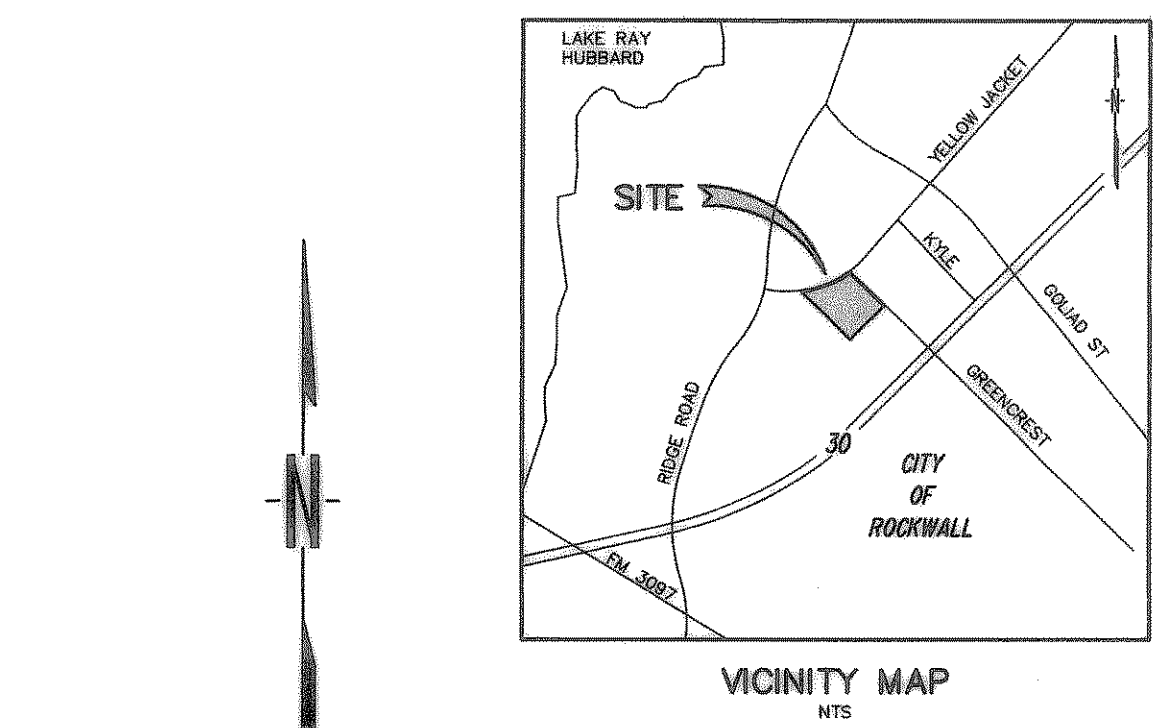 LAKE RAY
HUBBARD
YELLOW JACKET
N
SITE
KYLE
GOLIAD ST
GREENCREST
RIDGE ROAD
30
CITY
OF
ROCKWALL
FM 3097
N
VICINITY MAP
NTS